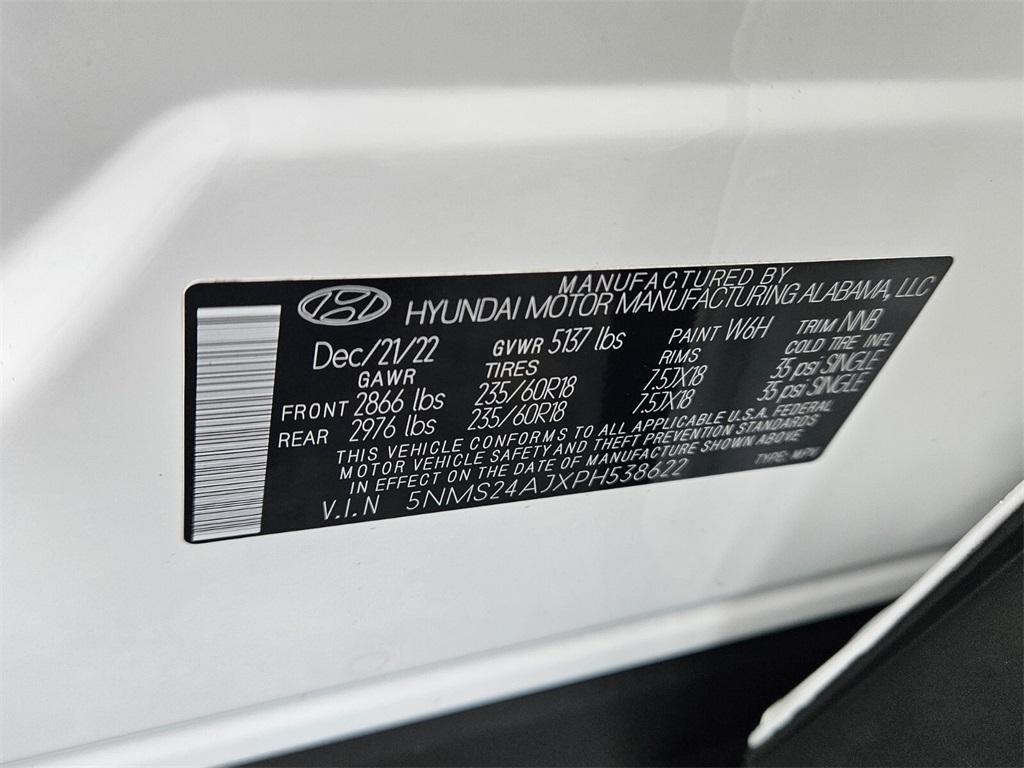 MANUFACTURED BY
HYUNDAI MOTOR MANUFACTURING ALABAMA, LLC
Dec/21/22 GVWR 5137 lbs PAINT W6H TRIM NNB
GAWR TIRES RIMS COLD TIRE INFL
FRONT 2866 lbs 235/60R18 7.5JX18 35 psi SINGLE
REAR 2976 lbs 235/60R18 7.5JX18 35 psi SINGLE
THIS VEHICLE CONFORMS TO ALL APPLICABLE U.S.A. FEDERAL
MOTOR VEHICLE SAFETY AND THEFT PREVENTION STANDARDS
IN EFFECT ON THE DATE OF MANUFACTURE SHOWN ABOVE
V.I.N 5NMS24AJXPH538622 TYPE: MPV